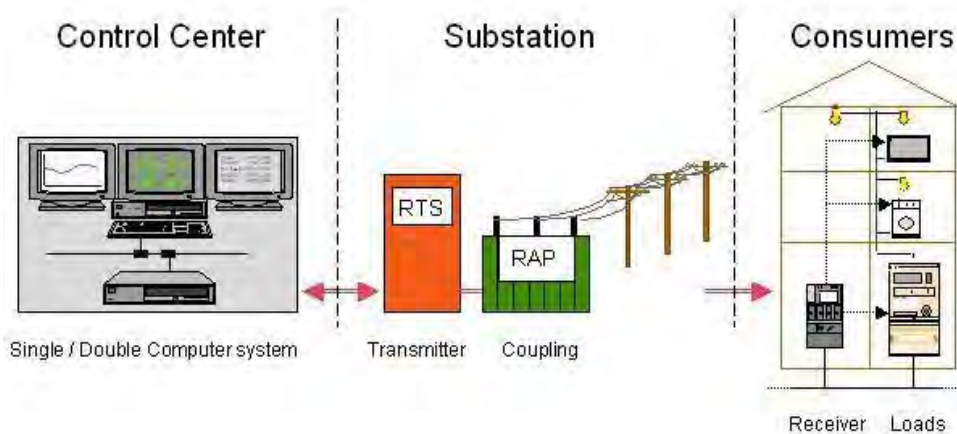 Control Center
Substation
Consumers
RTS
RAP
Single / Double Computer system
Transmitter
Coupling
Receiver
Loads